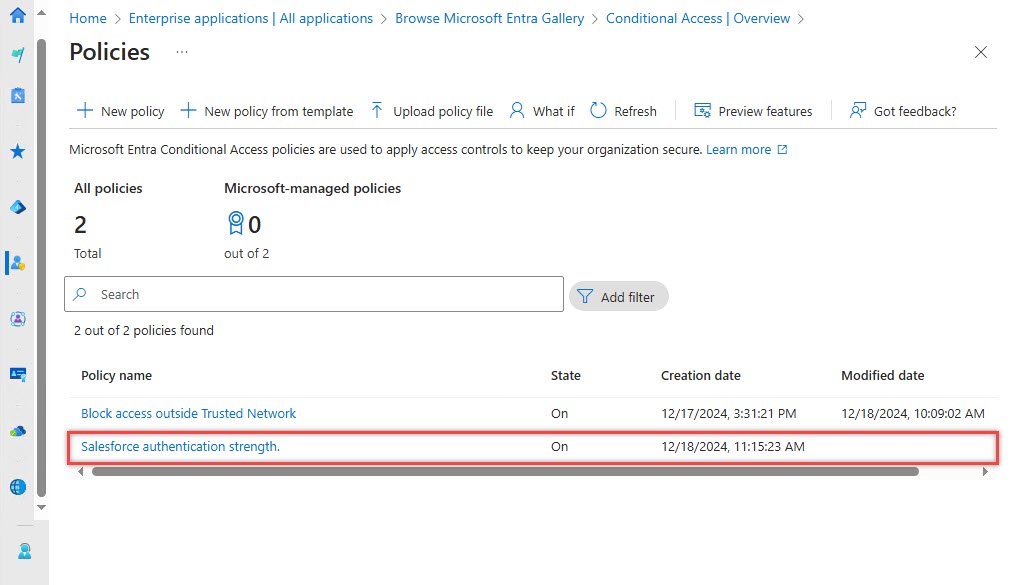 Home > Enterprise applications | All applications > Browse Microsoft Entra Gallery > Conditional Access | Overview >
Policies ...
New policy New policy from template Upload policy file What if Refresh Preview features Got feedback?
Microsoft Entra Conditional Access policies are used to apply access controls to keep your organization secure. Learn more
All policies Microsoft-managed policies
2 0
Total out of 2
Search Add filter
2 out of 2 policies found
Policy name State Creation date Modified date
Block access outside Trusted Network On 12/17/2024, 3:31:21 PM 12/18/2024, 10:09:02 AM
Salesforce authentication strength. On 12/18/2024, 11:15:23 AM